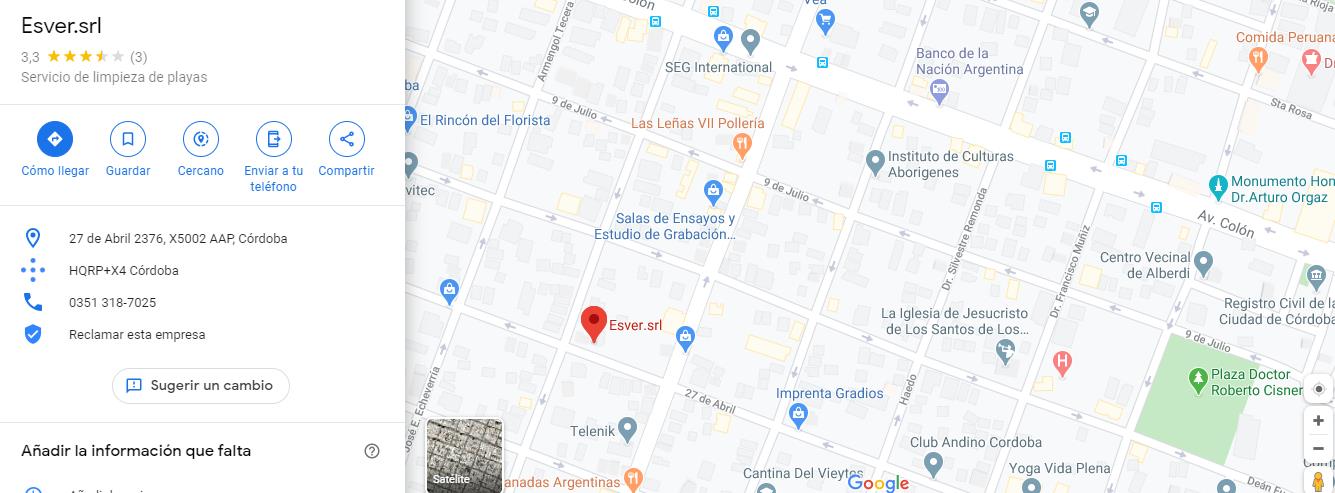 Esver.srl
3,3 (3)
Servicio de limpieza de playas
Cómo llegar
Guardar
Cercano
Enviar a tu
teléfono
Compartir
27 de Abril 2376, X5002 AAP, Córdoba
HQRP+X4 Córdoba
0351 318-7025
Reclamar esta empresa
Sugerir un cambio
Añadir la información que falta
Armengol Tecera
Vea
SEG International
Banco de la
Nación Argentina
Comida Peruana
Sta Rosa
9 de Julio
El Rincón del Florista
Las Leñas VII Pollería
Instituto de Culturas
Aborigenes
9 de Julio
Monumento Hom
Dr.Arturo Orgaz
Av. Colón
Salas de Ensayos y
Estudio de Grabación...
Dr. Silvestre Remonda
Dr. Francisco Muñiz
Centro Vecinal
de Alberdi
Registro Civil de la
Ciudad de Córdoba
Esver.srl
La Iglesia de Jesucristo
de Los Santos de Los...
9 de Julio
Plaza Doctor
Roberto Cisner
José E. Echeverría
27 de Abril
Imprenta Gradios
Haedo
Telenik
Club Andino Cordoba
Satélite
anadas Argentinas
Cantina Del Vieytes
Google
Yoga Vida Plena
Deán Fu